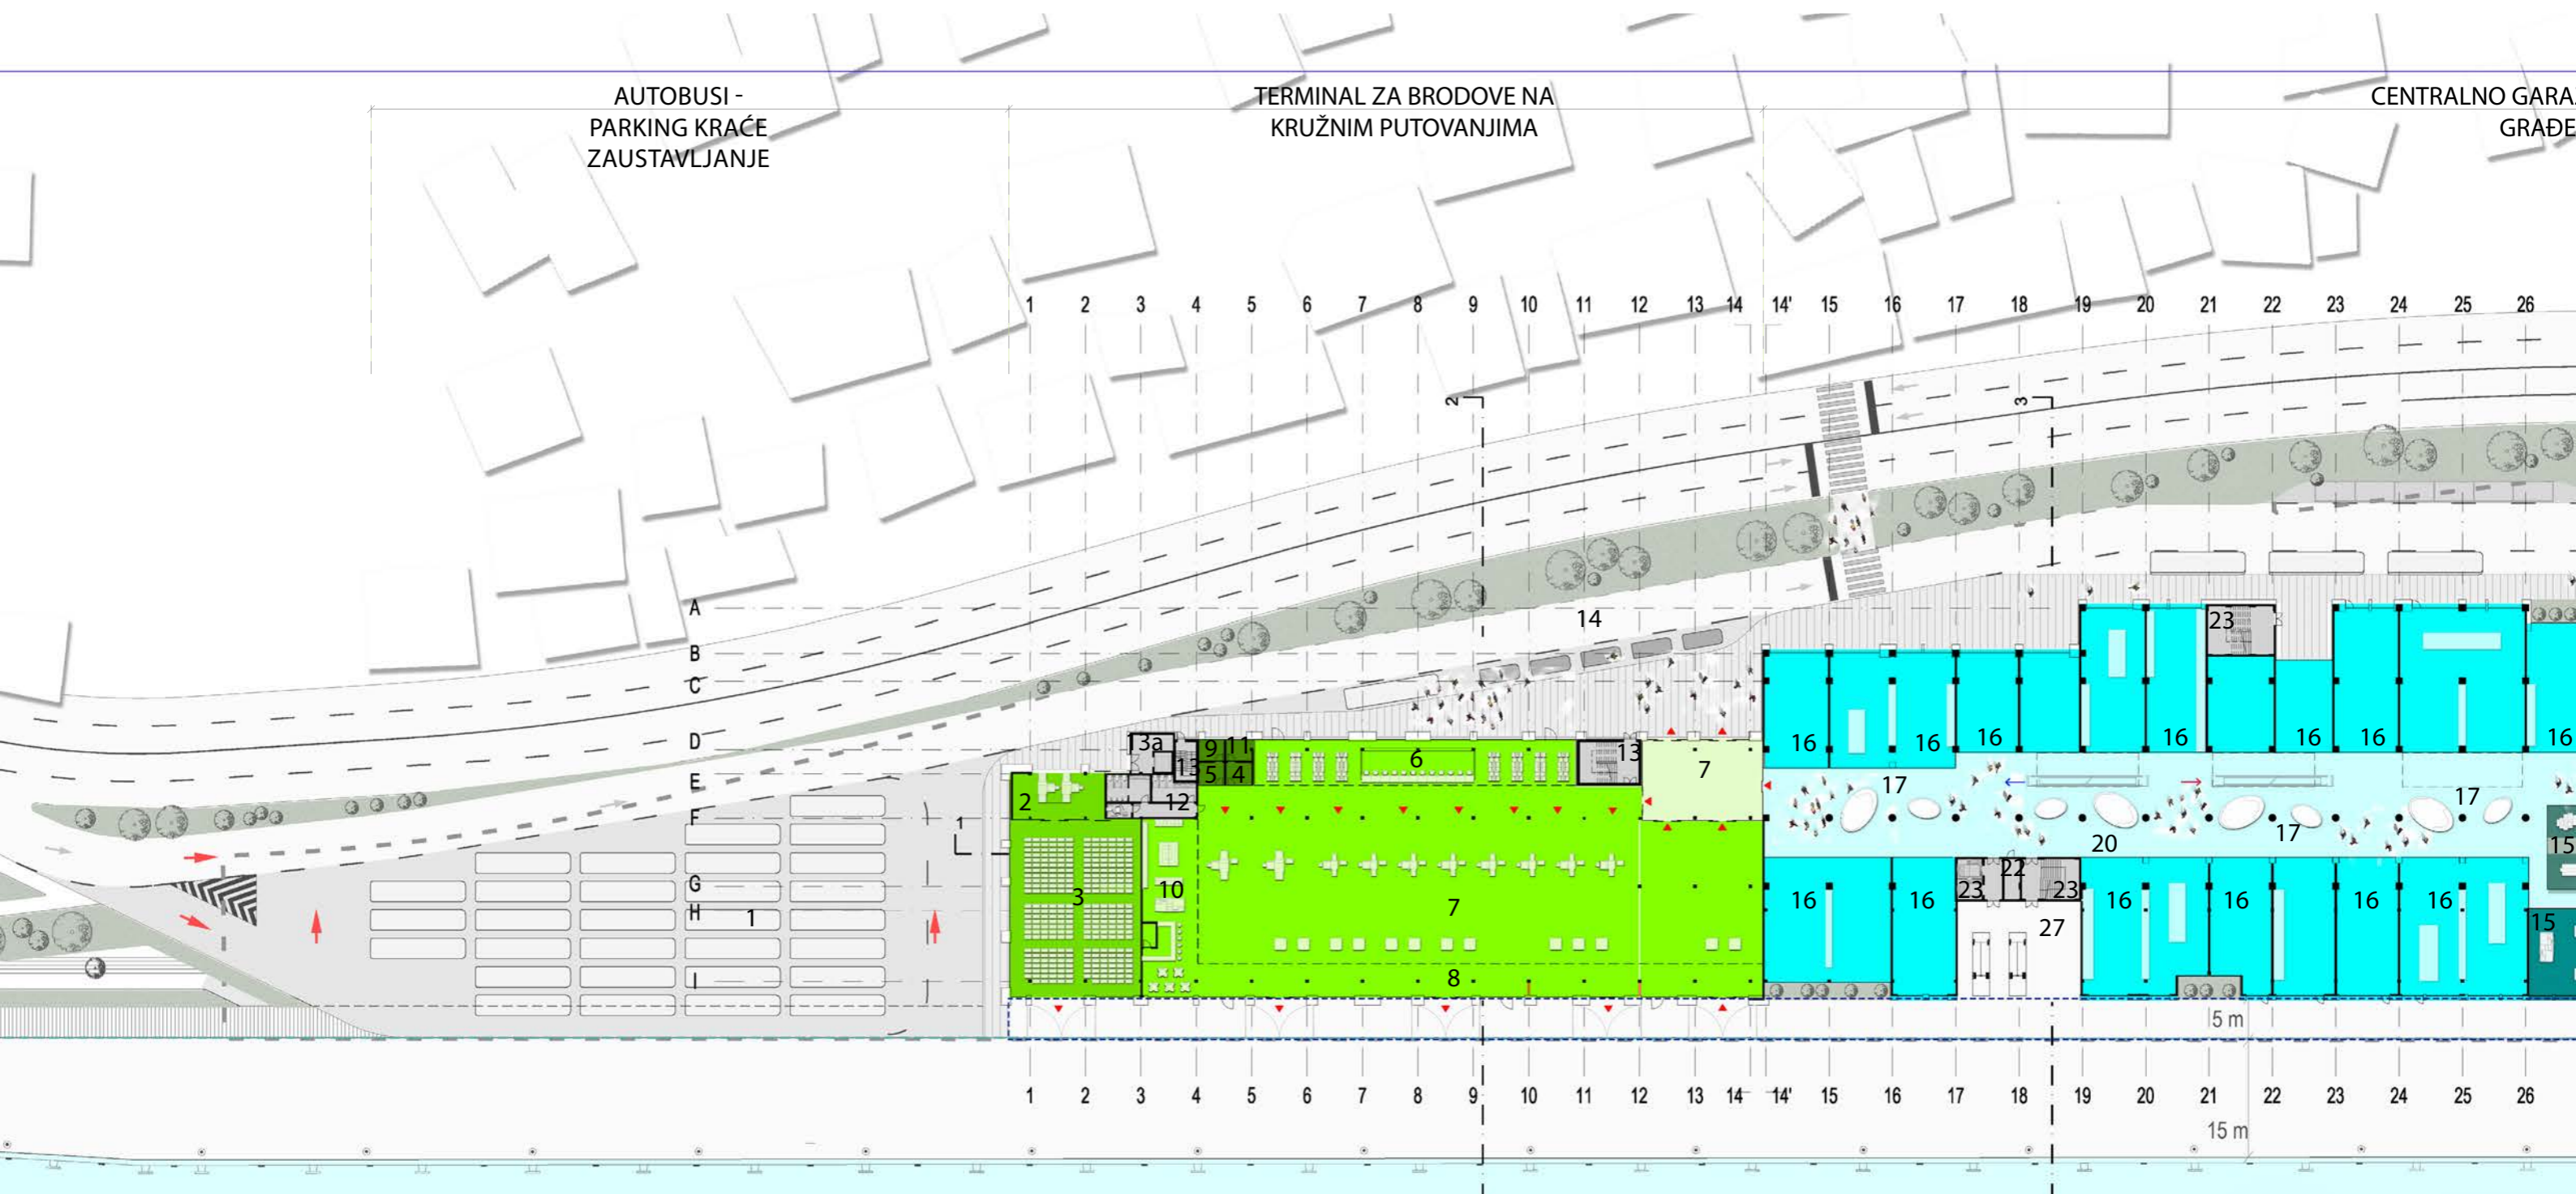 AUTOBUSI -
PARKING KRAĆE
ZAUSTAVLJANJE
TERMINAL ZA BRODOVE NA
KRUŽNIM PUTOVANJIMA
CENTRALNO GARA
GRAĐE
1 2 3 4 5 6 7 8 9 10 11 12 13 14 14' 15 16 17 18 19 20 21 22 23 24 25 26
2
3
A
14
B
C
23
D
13a 9 11 6 13 7 16 16 16 16 16 16 16
13 5 4
E
2 12 17 17
F
1
17
20
15
G
22
3 10 23 23
1 7 16 16 16 16 16 16
H
27 15
I
8
5 m
1 2 3 4 5 6 7 8 9 10 11 12 13 14 14' 15 16 17 18 19 20 21 22 23 24 25 26
15 m